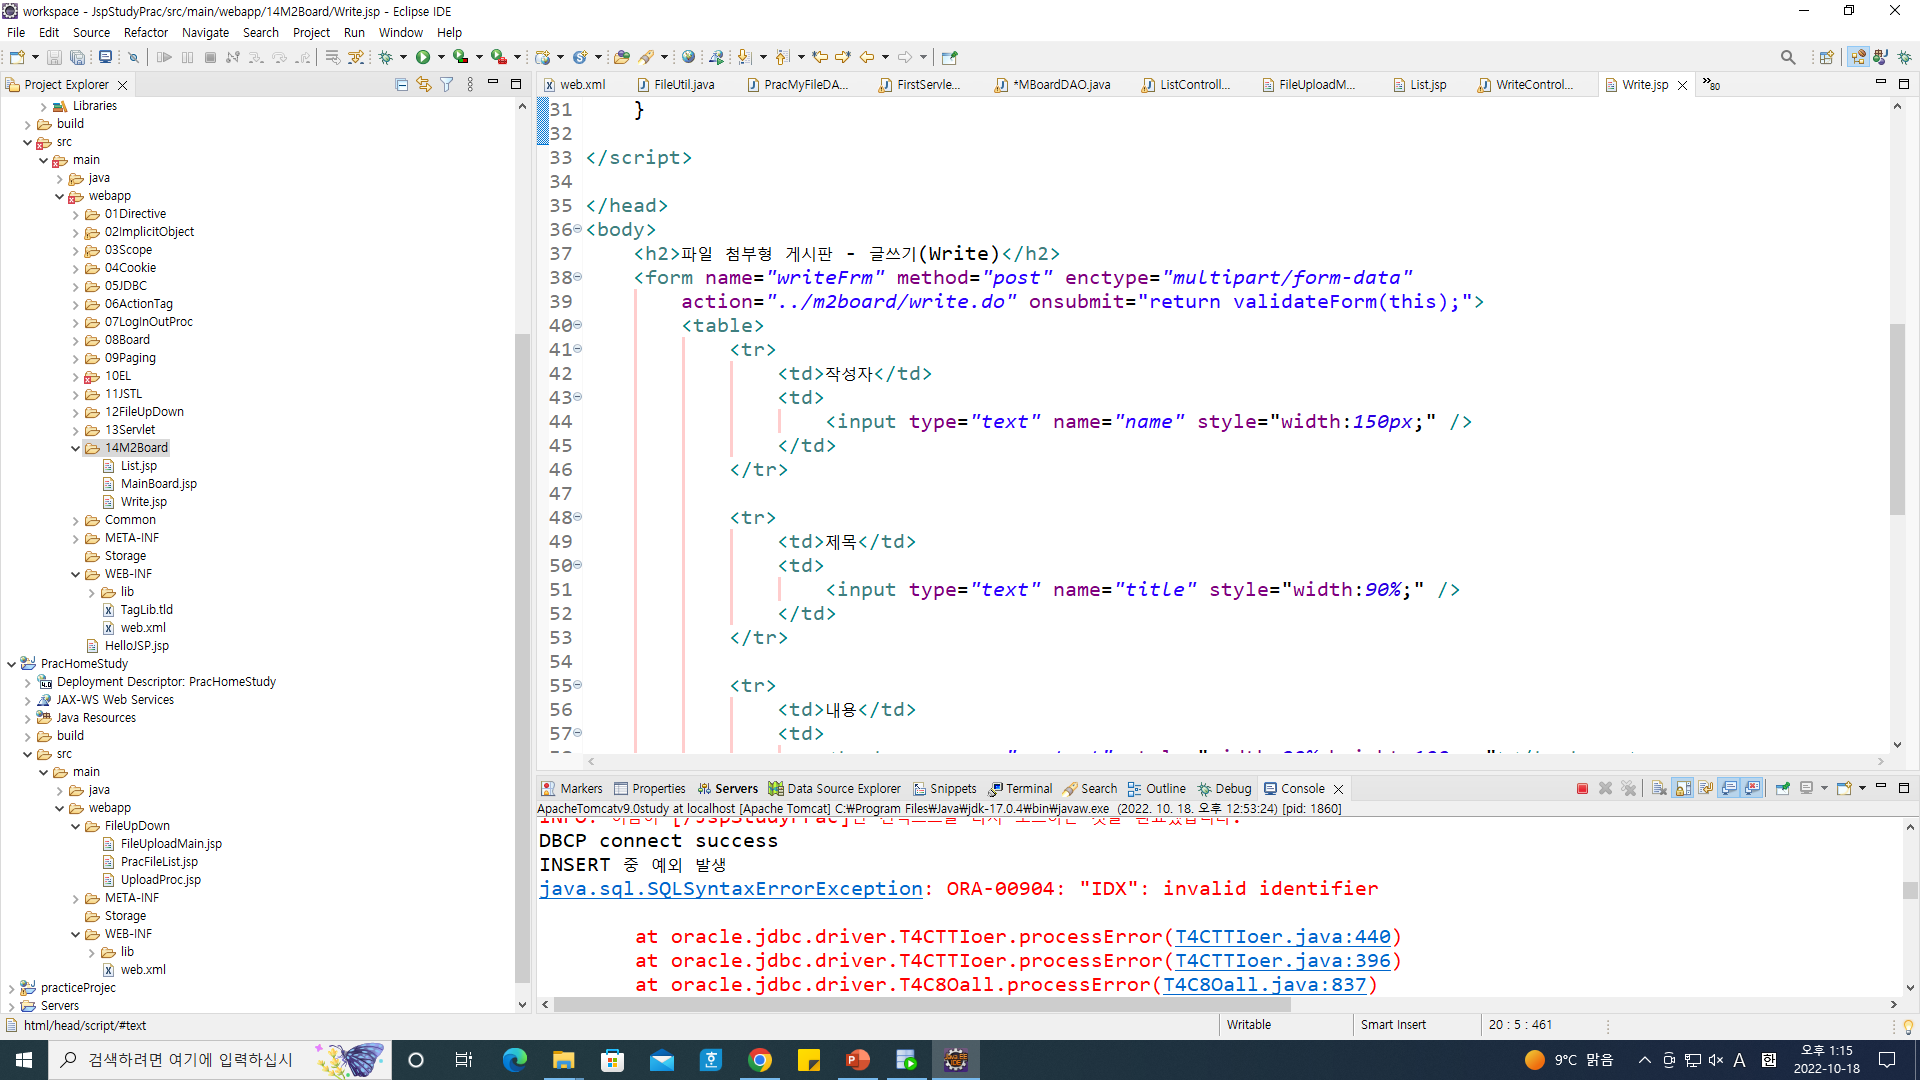 workspace - JspStudyPrac/src/main/webapp/14M2Board/Write.jsp - Eclipse IDE
File Edit Source Refactor Navigate Search Project Run Window Help
Project Explorer
Libraries
build
src
main
java
webapp
01Directive
02ImplicitObject
03Scope
04Cookie
05JDBC
06ActionTag
07LogInOutProc
08Board
09Paging
10EL
11JSTL
12FileUpDown
13Servlet
14M2Board
List.jsp
MainBoard.jsp
Write.jsp
Common
META-INF
Storage
WEB-INF
lib
TagLib.tld
web.xml
HelloJSP.jsp
PracHomeStudy
Deployment Descriptor: PracHomeStudy
JAX-WS Web Services
Java Resources
build
src
main
java
webapp
FileUpDown
FileUploadMain.jsp
PracFileList.jsp
UploadProc.jsp
META-INF
Storage
WEB-INF
lib
web.xml
practiceProjec
Servers
web.xml FileUtil.java PracMyFileDA... FirstServle... *MBoardDAO.java ListControll... FileUploadM... List.jsp WriteControl... Write.jsp »80
31 }
32
33 </script>
34
35 </head>
36 <body>
37 <h2>파일 첨부형 게시판 - 글쓰기(Write)</h2>
38 <form name="writeFrm" method="post" enctype="multipart/form-data"
39 action="../m2board/write.do" onsubmit="return validateForm(this);">
40 <table>
41 <tr>
42 <td>작성자</td>
43 <td>
44 <input type="text" name="name" style="width:150px;" />
45 </td>
46 </tr>
47
48 <tr>
49 <td>제목</td>
50 <td>
51 <input type="text" name="title" style="width:90%;" />
52 </td>
53 </tr>
54
55 <tr>
56 <td>내용</td>
57 <td>
Markers Properties Servers Data Source Explorer Snippets Terminal Search Outline Debug Console
ApacheTomcatv9.0study at localhost [Apache Tomcat] C:₩Program Files₩Java₩jdk-17.0.4₩bin₩javaw.exe (2022. 10. 18. 오후 12:53:24) [pid: 1860]
DBCP connect success
INSERT 중 예외 발생
java.sql.SQLSyntaxErrorException: ORA-00904: "IDX": invalid identifier
at oracle.jdbc.driver.T4CTTIoer.processError(T4CTTIoer.java:440)
at oracle.jdbc.driver.T4CTTIoer.processError(T4CTTIoer.java:396)
at oracle.jdbc.driver.T4C8Oall.processError(T4C8Oall.java:837)
html/head/script/#text Writable Smart Insert 20 : 5 : 461
검색하려면 여기에 입력하십시 9°C 맑음 A 한 오후 1:15
2022-10-18